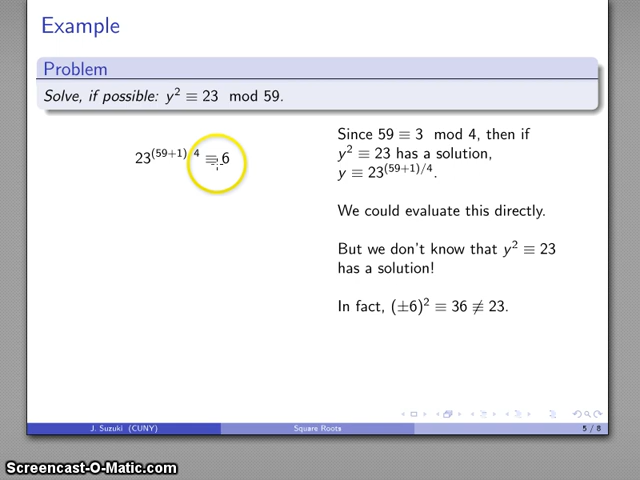 Example
Problem
Solve, if possible: y² ≡ 23 mod 59.
23^(59+1)/4 ≡ 6
Since 59 ≡ 3 mod 4, then if
y² ≡ 23 has a solution,
y ≡ 23^(59+1)/4.
We could evaluate this directly.
But we don't know that y² ≡ 23
has a solution!
In fact, (±6)² ≡ 36 ≢ 23.
J. Suzuki (CUNY)
Square Roots
5 / 8
Screencast-O-Matic.com